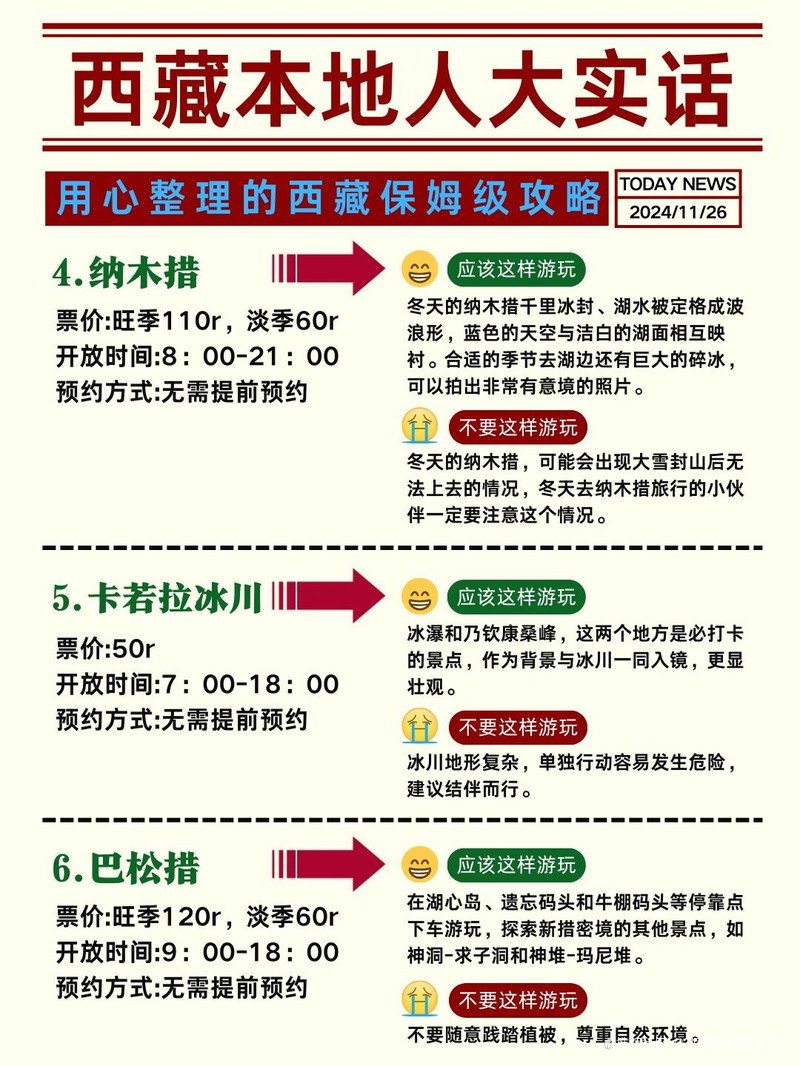 西藏本地人大实话
用心整理的西藏保姆级攻略
TODAY NEWS
2024/11/26
4.纳木措
票价:旺季110r，淡季60r
开放时间:8：00-21：00
预约方式:无需提前预约
应该这样游玩
冬天的纳木措千里冰封、湖水被定格成波
浪形，蓝色的天空与洁白的湖面相互映
衬。合适的季节去湖边还有巨大的碎冰，
可以拍出非常有意境的照片。
不要这样游玩
冬天的纳木措，可能会出现大雪封山后无
法上去的情况，冬天去纳木措旅行的小伙
伴一定要注意这个情况。
5.卡若拉冰川
票价:50r
开放时间:7：00-18：00
预约方式:无需提前预约
应该这样游玩
冰瀑和乃钦康桑峰，这两个地方是必打卡
的景点，作为背景与冰川一同入镜，更显
壮观。
不要这样游玩
冰川地形复杂，单独行动容易发生危险，
建议结伴而行。
6.巴松措
票价:旺季120r，淡季60r
开放时间:9：00-18：00
预约方式:无需提前预约
应该这样游玩
在湖心岛、遗忘码头和牛棚码头等停靠点
下车游玩，探索新措密境的其他景点，如
神洞-求子洞和神堆-玛尼堆。
不要这样游玩
不要随意践踏植被，尊重自然环境。